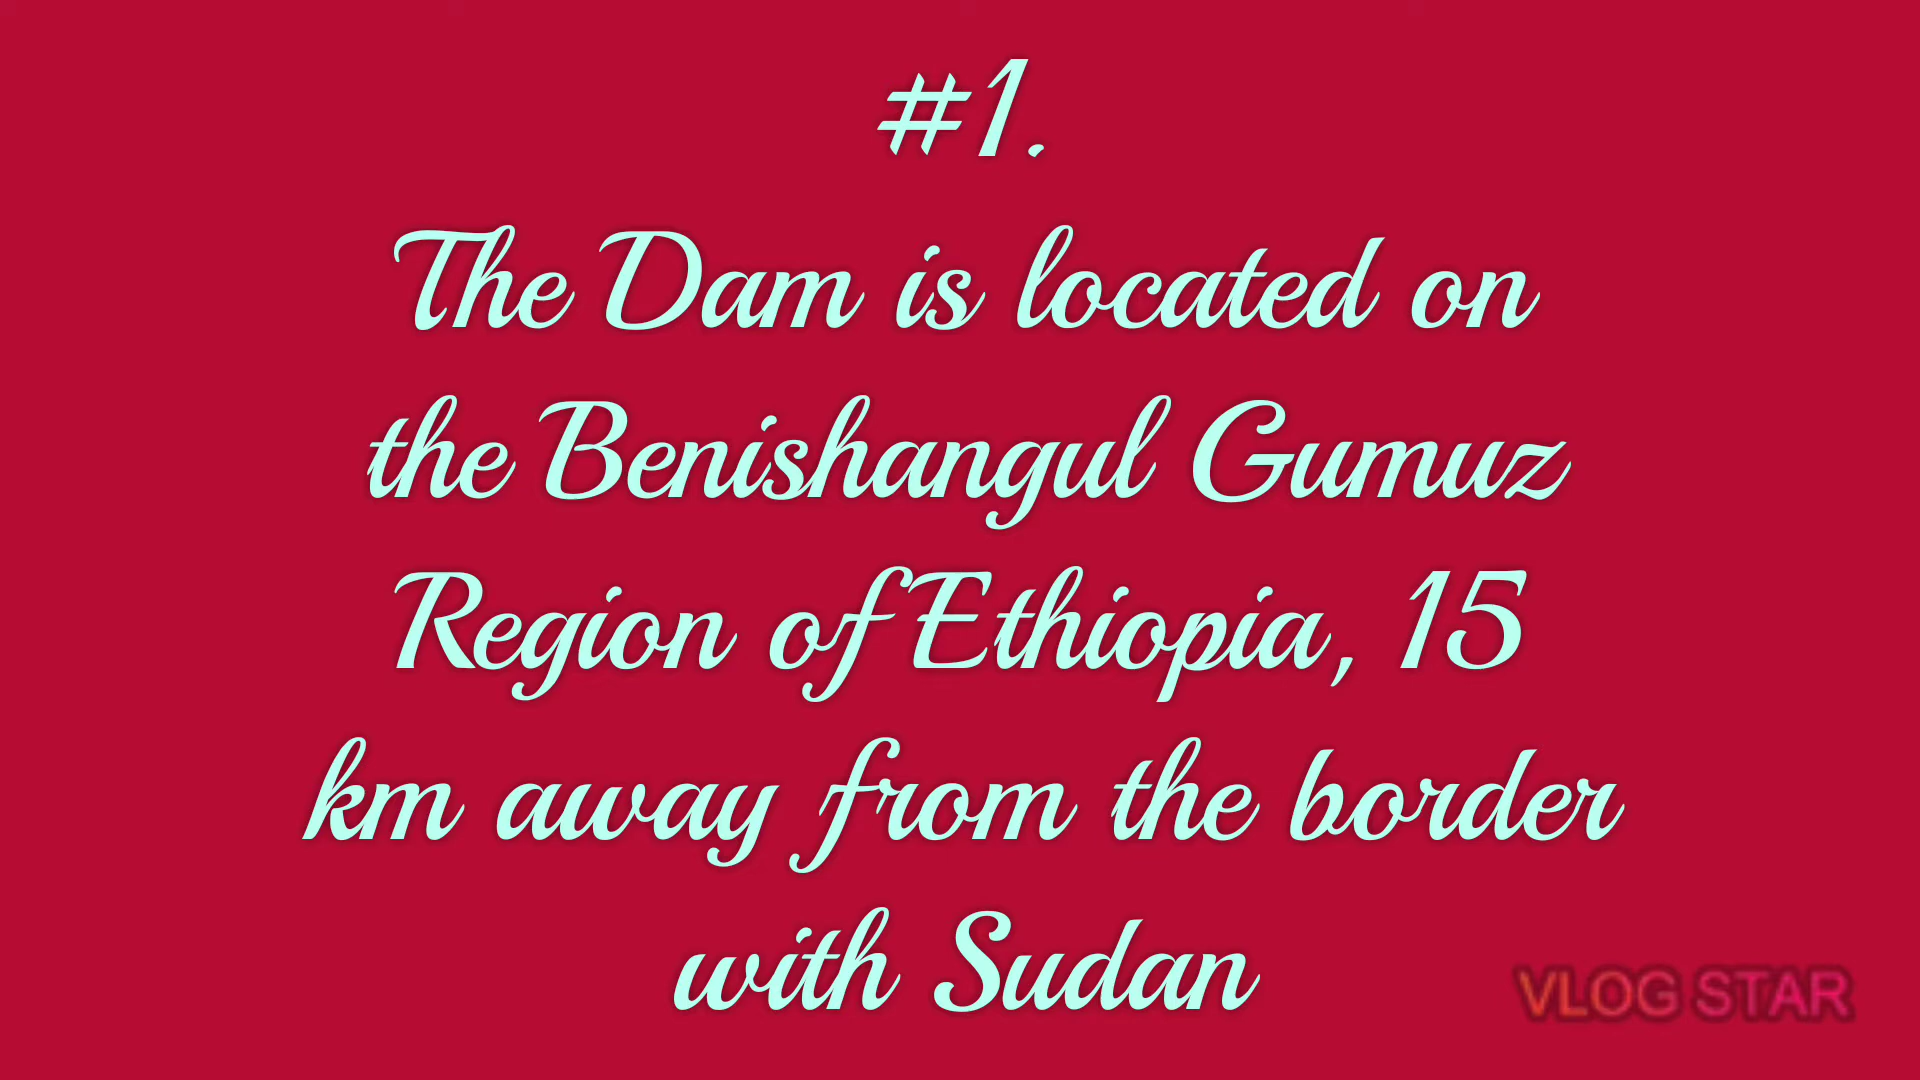 #1.
The Dam is located on
the Benishangul Gumuz
Region of Ethiopia, 15
km away from the border
with Sudan
VLOG STAR